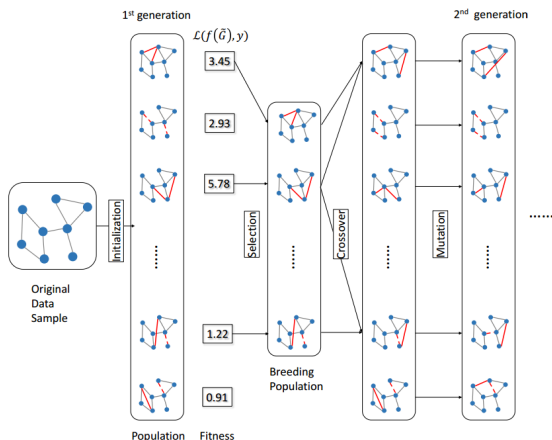 1st generation
ℒ(f(G̃), y)
2nd generation
3.45
2.93
5.78
1.22
0.91
Initialization
Selection
Crossover
Mutation
......
......
......
......
......
......
Original
Data
Sample
Breeding
Population
Population
Fitness